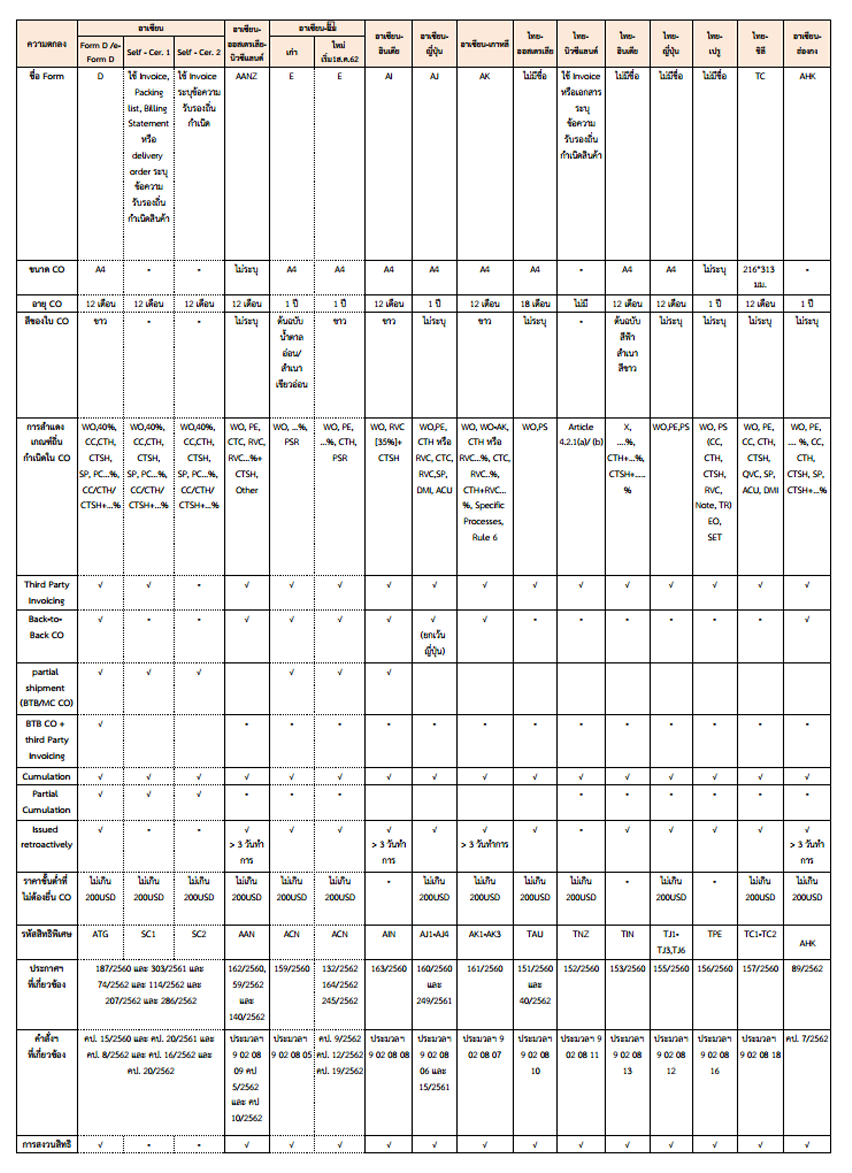 ความตกลง อาเซียน อาเซียน-ออสเตรเลีย-นิวซีแลนด์ อาเซียน-จีน อาเซียน-อินเดีย อาเซียน-ญี่ปุ่น อาเซียน-เกาหลี ไทย-ออสเตรเลีย ไทย-นิวซีแลนด์ ไทย-อินเดีย ไทย-ญี่ปุ่น ไทย-เปรู ไทย-ชิลี อาเซียน-ฮ่องกง
Form D /e-Form D Self - Cer. 1 Self - Cer. 2 เก่า ใหม่ เริ่ม1ส.ค.62
ชื่อ Form D ใช้ Invoice, Packing list, Billing Statement หรือ delivery order ระบุข้อความรับรองถิ่นกำเนิดสินค้า ใช้ Invoice ระบุข้อความรับรองถิ่นกำเนิด AANZ E E AI AJ AK ไม่มีชื่อ ใช้ Invoice หรือเอกสารระบุข้อความรับรองถิ่นกำเนิดสินค้า ไม่มีชื่อ ไม่มีชื่อ ไม่มีชื่อ TC AHK
ขนาด CO A4 - - ไม่ระบุ A4 A4 A4 A4 A4 A4 - A4 A4 ไม่ระบุ 216*313 มม. -
อายุ CO 12 เดือน 12 เดือน 12 เดือน 12 เดือน 1 ปี 1 ปี 12 เดือน 1 ปี 12 เดือน 18 เดือน ไม่มี 12 เดือน 12 เดือน 1 ปี 12 เดือน 1 ปี
สีของใบ CO ขาว - - ไม่ระบุ ต้นฉบับน้ำตาลอ่อน/สำเนาเขียวอ่อน ขาว ขาว ไม่ระบุ ขาว ไม่ระบุ - ต้นฉบับสีฟ้า สำเนาสีขาว ไม่ระบุ ไม่ระบุ ไม่ระบุ ไม่ระบุ
การสำแดงเกณฑ์ถิ่นกำเนิดใน CO WO,40%, CC,CTH, CTSH, SP, PC...%, CC/CTH/CTSH+...% WO,40%, CC,CTH, CTSH, SP, PC...%, CC/CTH/CTSH+...% WO,40%, CC,CTH, CTSH, SP, PC...%, CC/CTH/CTSH+...% WO, PE, CTC, RVC, RVC...%+ CTSH, Other WO, ...%, PSR WO, PE, ...%, CTH, PSR WO, RVC [35%]+ CTSH WO,PE, CTH หรือ RVC, CTC, RVC,SP, DMI, ACU WO, WO-AK, CTH หรือ RVC...%, CTC, RVC..%, CTH+RVC...%, Specific Processes, Rule 6 WO,PS Article 4.2.1(a)/ (b) X, ....%, CTH+...%, CTSH+.....% WO,PE,PS WO, PS (CC, CTH, CTSH, RVC, Note, TR) EO, SET WO, PE, CC, CTH, CTSH, QVC, SP, ACU, DMI WO, PE, .... %, CC, CTH, CTSH, SP, CTSH+...%
Third Party Invoicing √ √ - √ √ √ √ √ √ √ √ √ √ √ √ √
Back-to-Back CO √ - - √ √ √ √ √ (ยกเว้นญี่ปุ่น) √ - - - - - - √
partial shipment (BTB/MC CO) √ √ √ √ √ √
BTB CO + third Party Invoicing √ - - - - - - - - - - - - -
Cumulation √ √ √ √ √ √ √ √ √ √ √ √ √ √ √ √
Partial Cumulation √ √ √ - - - - - - - - -
Issued retroactively √ - - √ > 3 วันทำการ √ √ √ > 3 วันทำการ √ √ > 3 วันทำการ √ - √ √ √ √ √ > 3 วันทำการ
ราคาขั้นต่ำที่ไม่ต้องยื่น CO ไม่เกิน 200USD ไม่เกิน 200USD ไม่เกิน 200USD ไม่เกิน 200USD ไม่เกิน 200USD ไม่เกิน 200USD - ไม่เกิน 200USD ไม่เกิน 200USD ไม่เกิน 200USD ไม่เกิน 200USD - ไม่เกิน 200USD - ไม่เกิน 200USD ไม่เกิน 200USD
รหัสสิทธิพิเศษ ATG SC1 SC2 AAN ACN ACN AIN AJ1-AJ4 AK1-AK3 TAU TNZ TIN TJ1-TJ3,TJ6 TPE TC1-TC2 AHK
ประกาศฯ ที่เกี่ยวข้อง 187/2560 และ 303/2561 และ 74/2562 และ 114/2562 และ 207/2562 และ 286/2562 162/2560, 59/2562 และ 140/2562 159/2560 132/2562 164/2562 245/2562 163/2560 160/2560 และ 249/2561 161/2560 151/2560 และ 40/2562 152/2560 153/2560 155/2560 156/2560 157/2560 89/2562
คำสั่งฯ ที่เกี่ยวข้อง คป. 15/2560 และ คป. 20/2561 และ คป. 8/2562 และ คป. 16/2562 และ คป. 20/2562 ประมวลฯ 9 02 08 09 คป 5/2562 และ คป 10/2562 ประมวลฯ 9 02 08 05 คป. 9/2562 คป. 12/2562 คป. 19/2562 ประมวลฯ 9 02 08 08 ประมวลฯ 9 02 08 06 และ 15/2561 ประมวลฯ 9 02 08 07 ประมวลฯ 9 02 08 10 ประมวลฯ 9 02 08 11 ประมวลฯ 9 02 08 13 ประมวลฯ 9 02 08 12 ประมวลฯ 9 02 08 16 ประมวลฯ 9 02 08 18 คป. 7/2562
การสงวนสิทธิ √ - - √ √ √ √ √ √ √ √ √ √ √ √ √